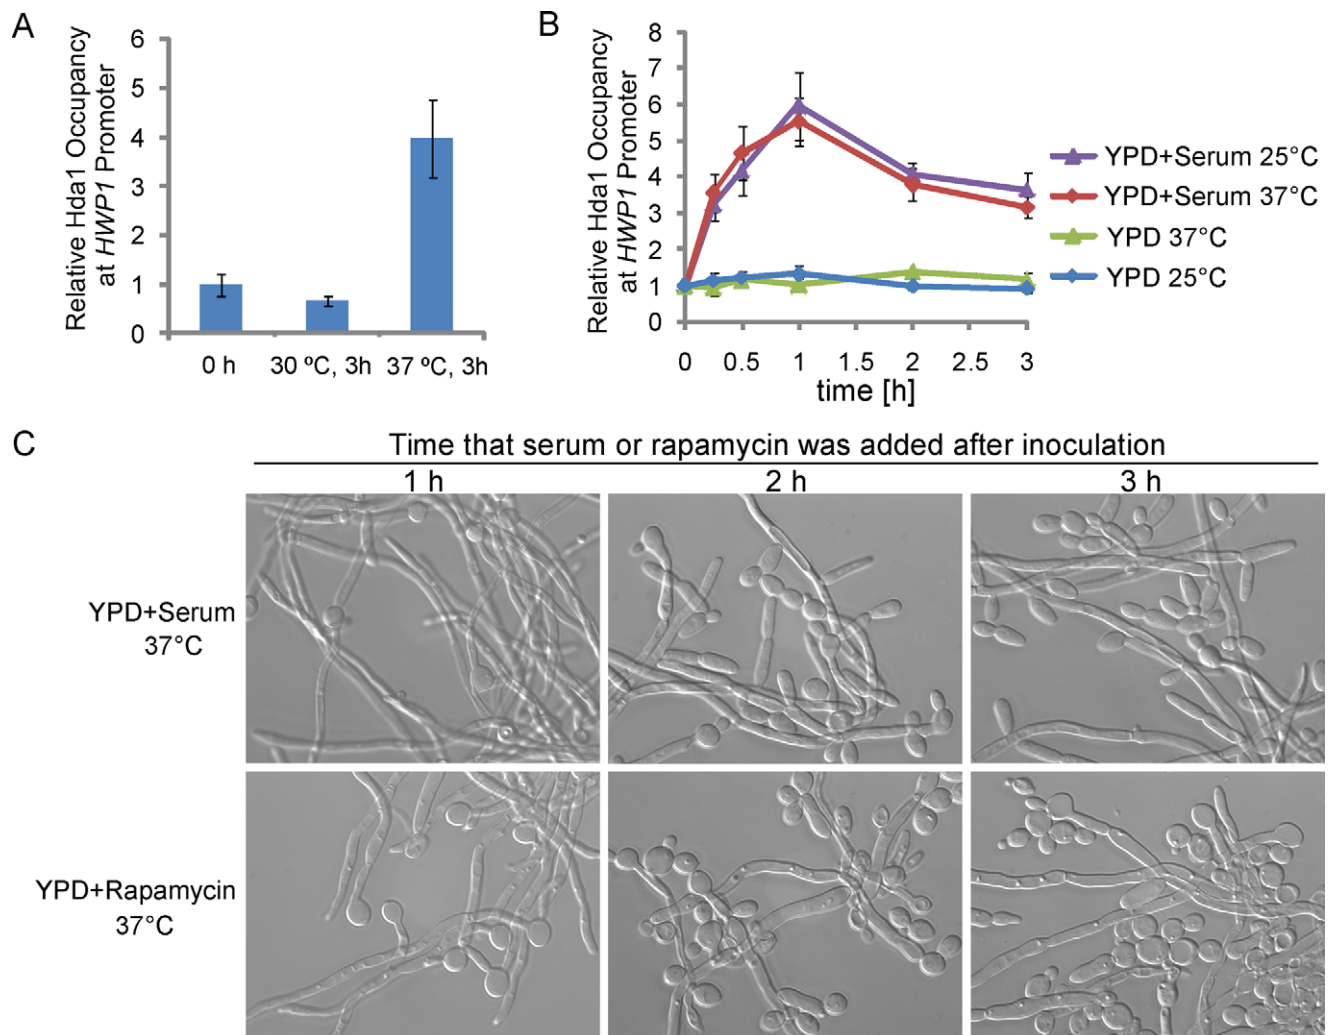 A
Relative Hda1 Occupancy
at HWP1 Promoter
6
5
4
3
2
1
0
0 h
30 ºC, 3h
37 ºC, 3h
B
Relative Hda1 Occupancy
at HWP1 Promoter
8
7
6
5
4
3
2
1
0
0
0.5
1
1.5
2
2.5
3
time [h]
YPD+Serum 25°C
YPD+Serum 37°C
YPD 37°C
YPD 25°C
C
Time that serum or rapamycin was added after inoculation
1 h
2 h
3 h
YPD+Serum
37°C
YPD+Rapamycin
37°C